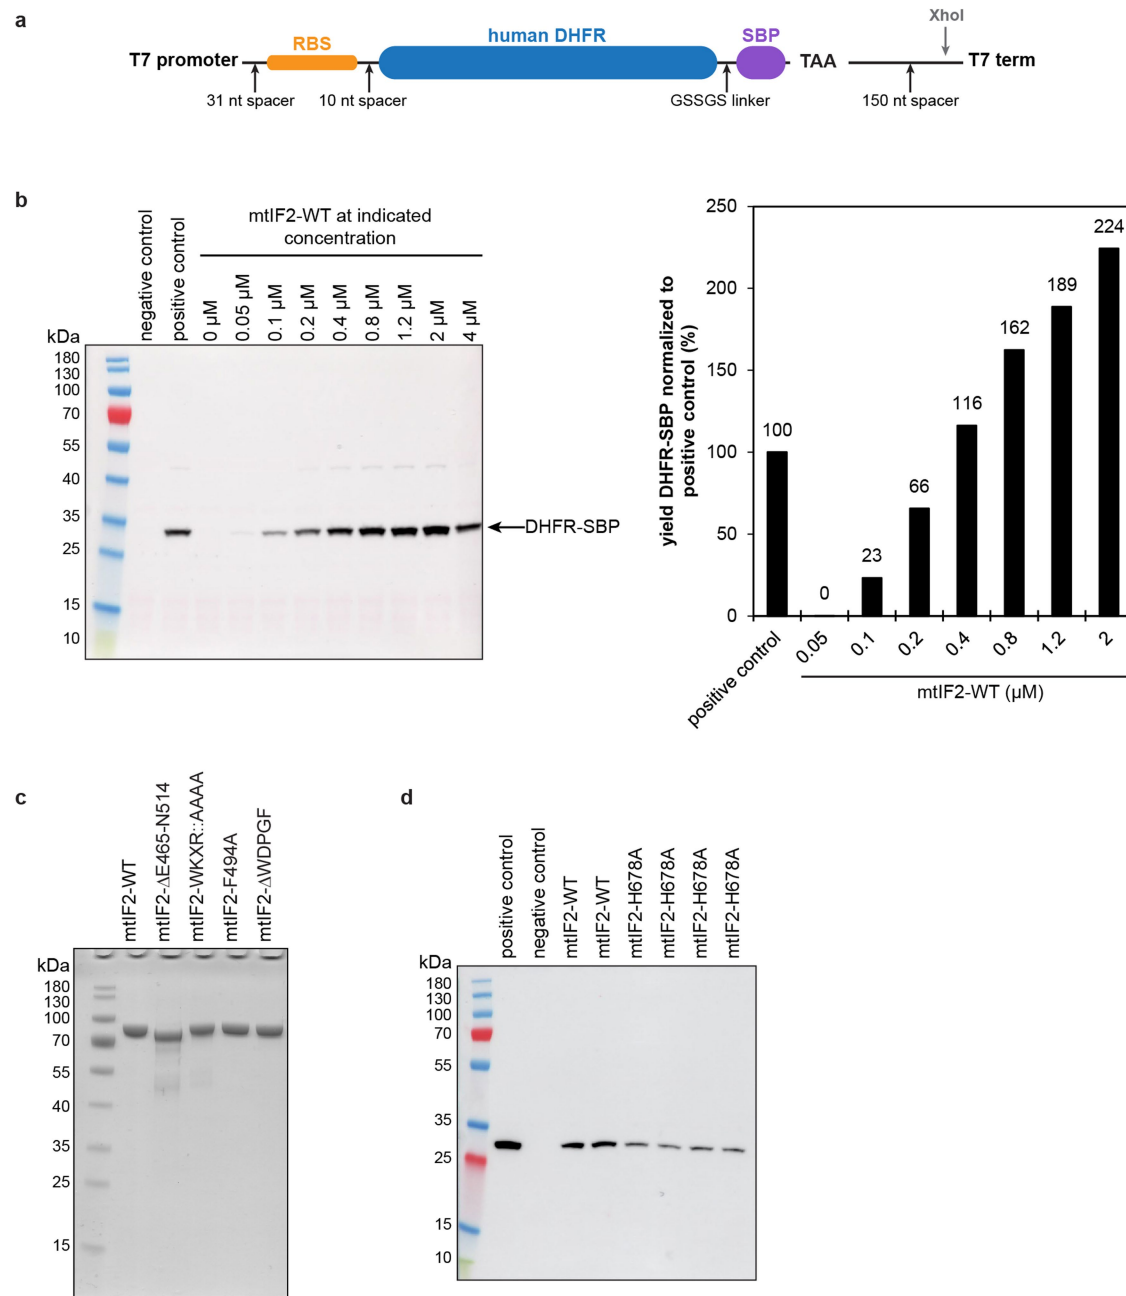 a
XhoI
RBS
human DHFR
SBP
T7 promoter
TAA
T7 term
31 nt spacer
10 nt spacer
GSSGS linker
150 nt spacer
b
negative control
positive control
mtIF2-WT at indicated
concentration
0 µM
0.05 µM
0.1 µM
0.2 µM
0.4 µM
0.8 µM
1.2 µM
2 µM
4 µM
kDa
180
130
100
70
55
40
35
25
15
10
DHFR-SBP
yield DHFR-SBP normalized to
positive control (%)
250
200
150
100
50
0
100
0
23
66
116
162
189
224
positive control
0.05
0.1
0.2
0.4
0.8
1.2
2
mtIF2-WT (µM)
c
mtIF2-WT
mtIF2-ΔE465-N514
mtIF2-WKXR::AAAA
mtIF2-F494A
mtIF2-ΔWDPGF
kDa
180
130
100
70
55
40
35
25
15
d
positive control
negative control
mtIF2-WT
mtIF2-WT
mtIF2-H678A
mtIF2-H678A
mtIF2-H678A
mtIF2-H678A
kDa
180
130
100
70
55
35
25
15
10